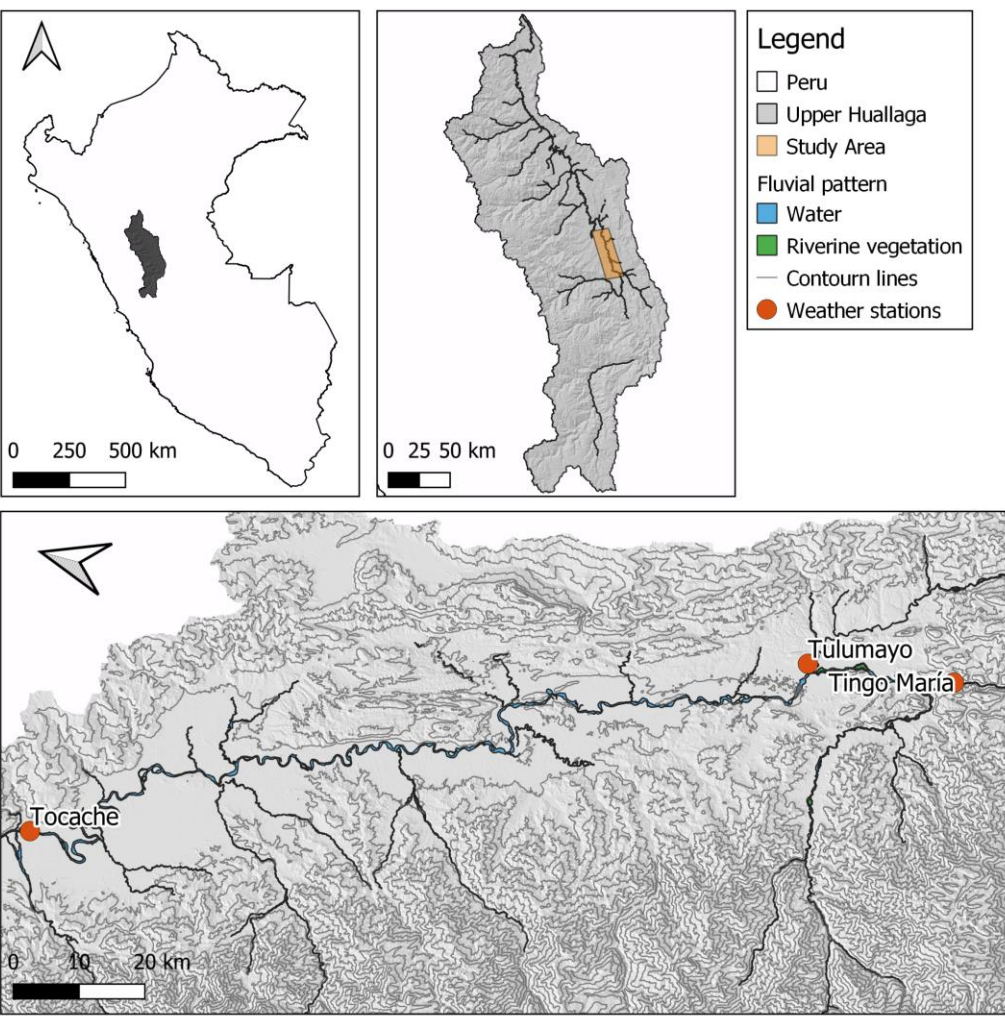 0 250 500 km
0 25 50 km
Legend
Peru
Upper Huallaga
Study Area
Fluvial pattern
Water
Riverine vegetation
Contourn lines
Weather stations
Tulumayo
Tingo María
Tocache
0 10 20 km